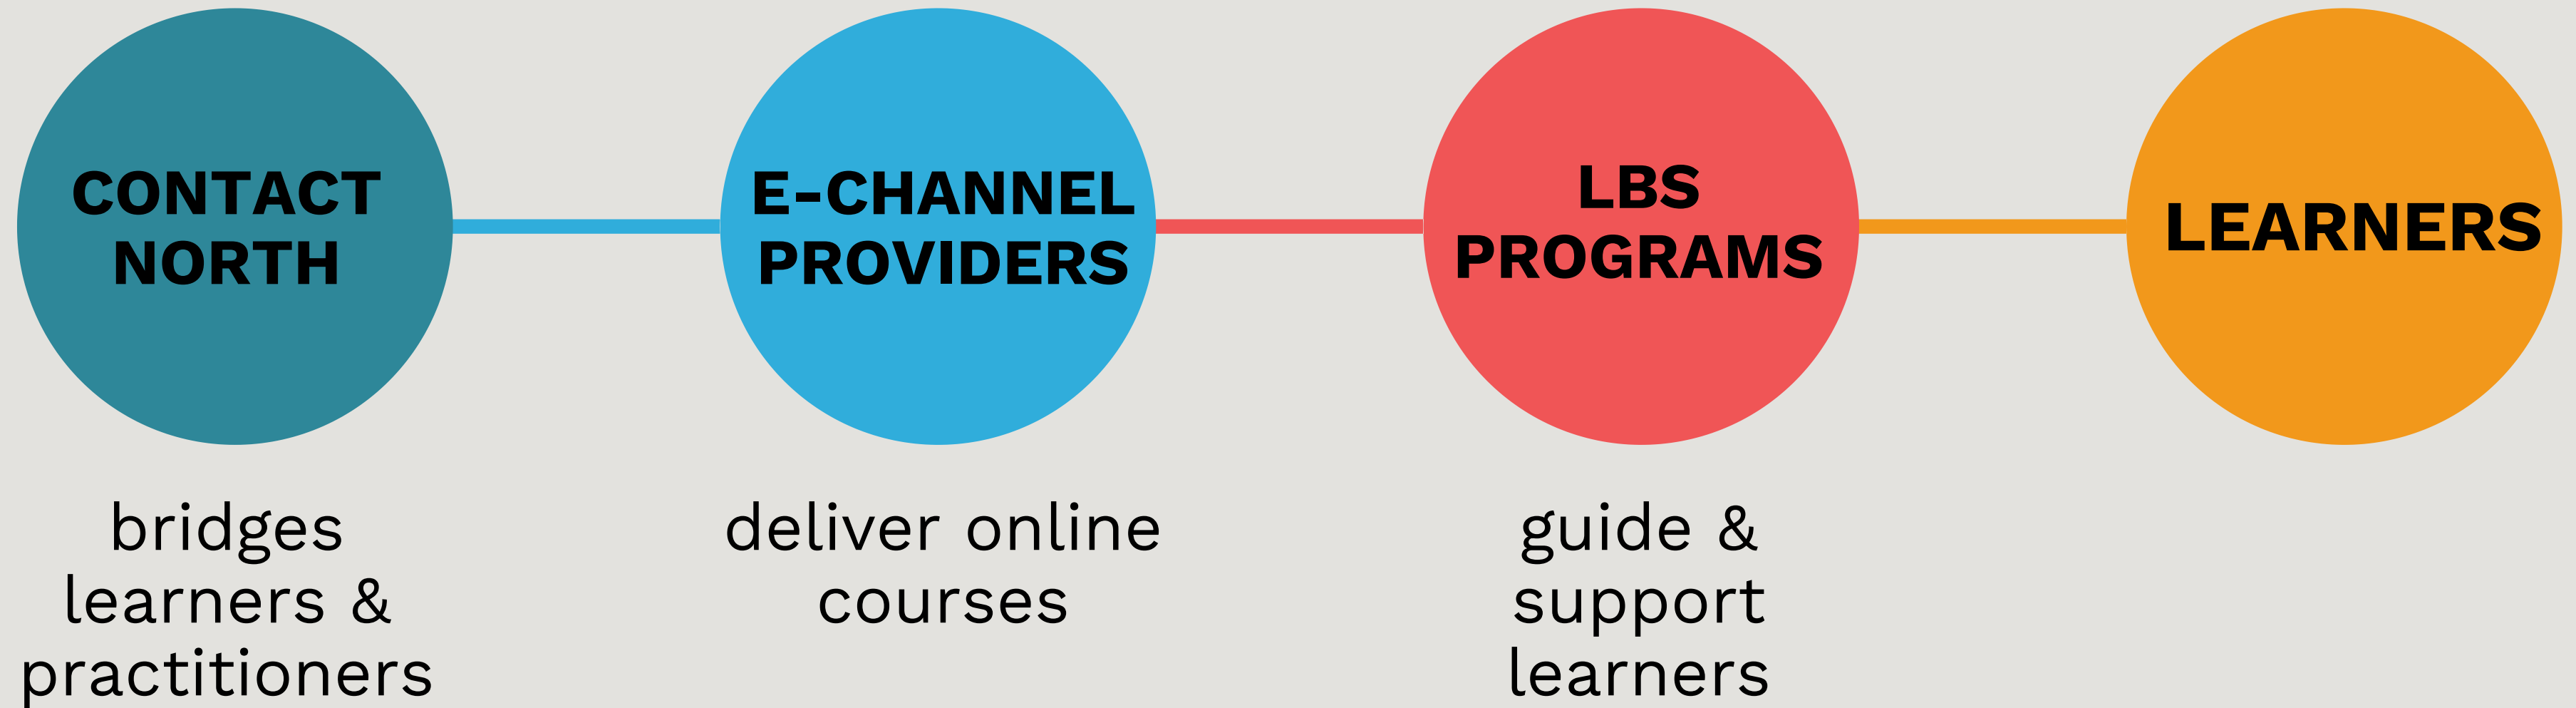 CONTACT
NORTH
bridges
learners &
practitioners
E-CHANNEL
PROVIDERS
deliver online
courses
LBS
PROGRAMS
guide &
support
learners
LEARNERS